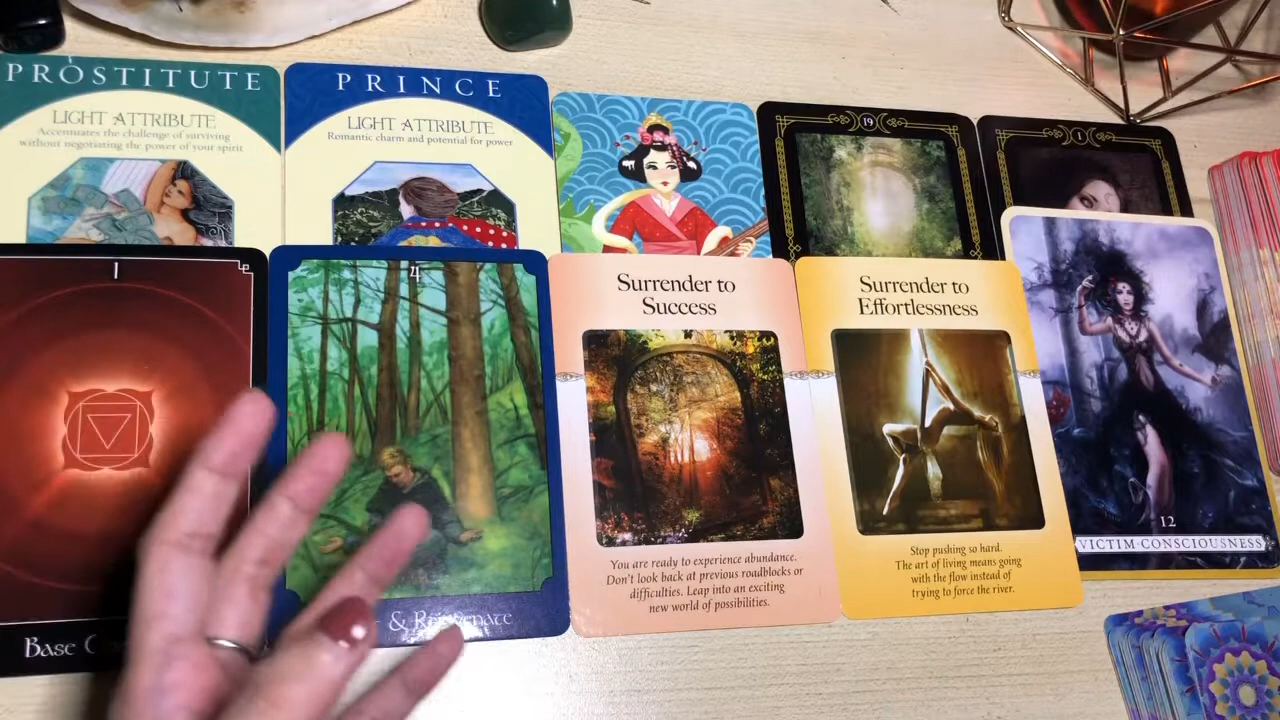 PROSTITUTE
LIGHT ATTRIBUTE
Accentuates the challenge of surviving
without negotiating the power of your spirit
PRINCE
LIGHT ATTRIBUTE
Romantic charm and potential for power
19
1
1
Base
4
& Rejuvenate
Surrender to
Success
You are ready to experience abundance.
Don't look back at previous roadblocks or
difficulties. Leap into an exciting
new world of possibilities.
Surrender to
Effortlessness
Stop pushing so hard.
The art of living means going
with the flow instead of
trying to force the river.
12
VICTIM·CONSCIOUSNESS